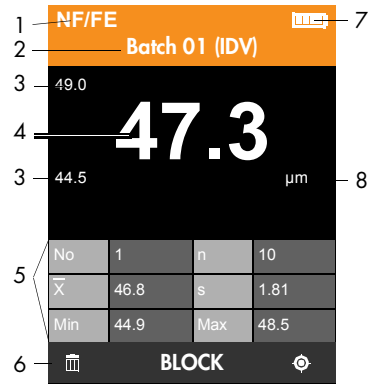 1 NF/FE 7
2 Batch 01 (IDV)
3 49.0
4 47.3
3 44.5 µm 8
No 1 n 10
5 X̅ 46.8 s 1.81
Min 44.9 Max 48.5
6 BLOCK